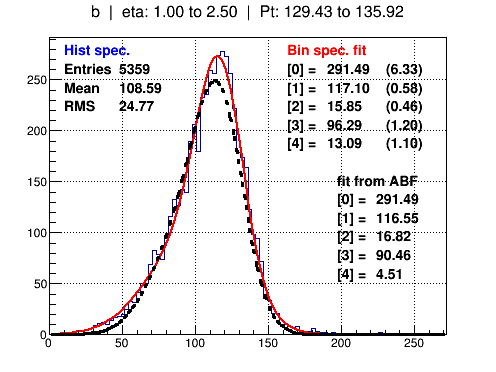 b | eta: 1.00 to 2.50 | Pt: 129.43 to 135.92
Hist spec.
Entries 5359
Mean 108.59
RMS 24.77
Bin spec. fit
[0] = 291.49 (6.33)
[1] = 117.10 (0.58)
[2] = 15.85 (0.46)
[3] = 96.29 (1.20)
[4] = 13.09 (1.10)
fit from ABF
[0] = 291.49
[1] = 116.55
[2] = 16.82
[3] = 90.46
[4] = 4.51
250
200
150
100
50
0
0 50 100 150 200 250